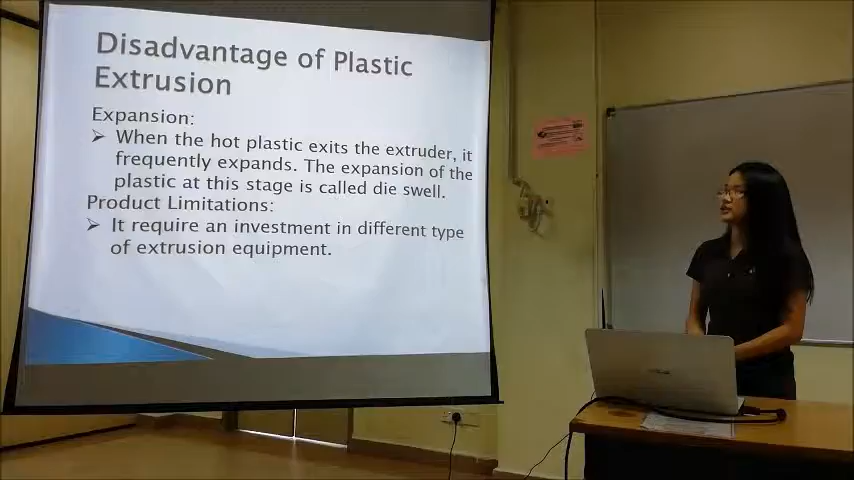 Disadvantage of Plastic
Extrusion
Expansion:
➢ When the hot plastic exits the extruder, it
frequently expands. The expansion of the
plastic at this stage is called die swell.
Product Limitations:
➢ It require an investment in different type
of extrusion equipment.